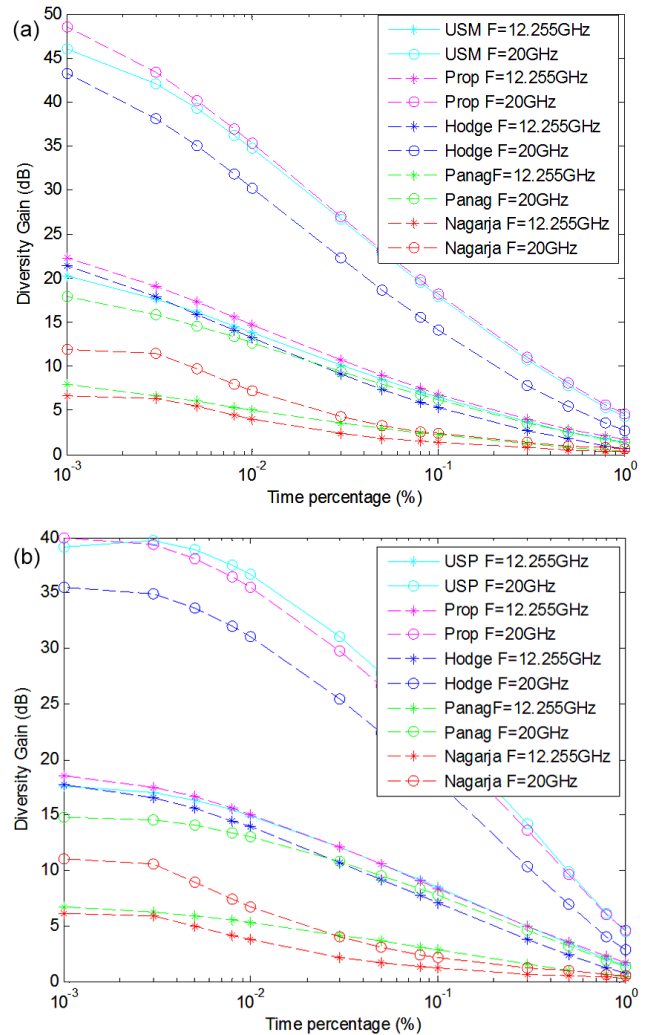 (a)
50
45
40
35
30
25
20
15
10
5
0
Diversity Gain (dB)
USM F=12.255GHz
USM F=20GHz
Prop F=12.255GHz
Prop F=20GHz
Hodge F=12.255GHz
Hodge F=20GHz
PanagF=12.255GHz
Panag F=20GHz
Nagarja F=12.255GHz
Nagarja F=20GHz
10-3
10-2
10-1
100
Time percentage (%)
(b)
40
35
30
25
20
15
10
5
0
Diversity Gain (dB)
USP F=12.255GHz
USP F=20GHz
Prop F=12.255GHz
Prop F=20GHz
Hodge F=12.255GHz
Hodge F=20GHz
PanagF=12.255GHz
Panag F=20GHz
Nagarja F=12.255GHz
Nagarja F=20GHz
10-3
10-2
10-1
100
Time percentage (%)